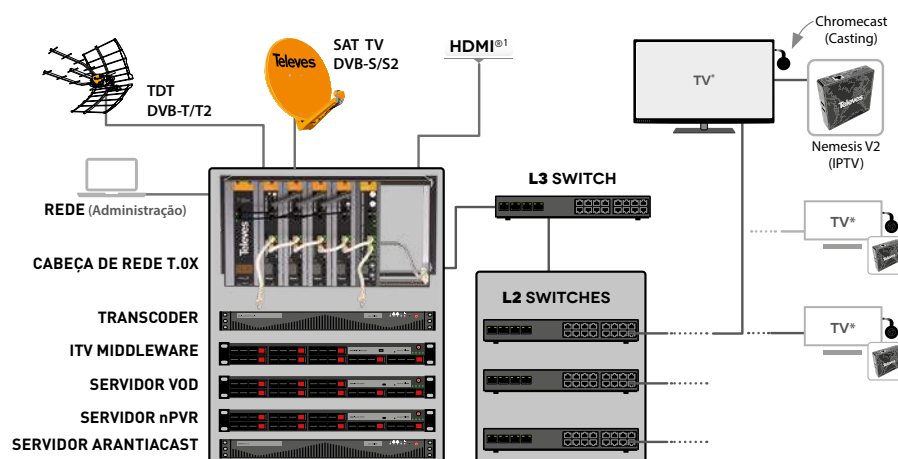 Chromecast
(Casting)
SAT TV
DVB-S/S2
HDMI®¹
Televes
TV*
TDT
DVB-T/T2
Televes
Nemesis V2
(IPTV)
L3 SWITCH
REDE (Administração)
TV*
Televes
CABEÇA DE REDE T.0X
L2 SWITCHES
TRANSCODER
TV*
ITV MIDDLEWARE
SERVIDOR VOD
SERVIDOR nPVR
SERVIDOR ARANTIACAST